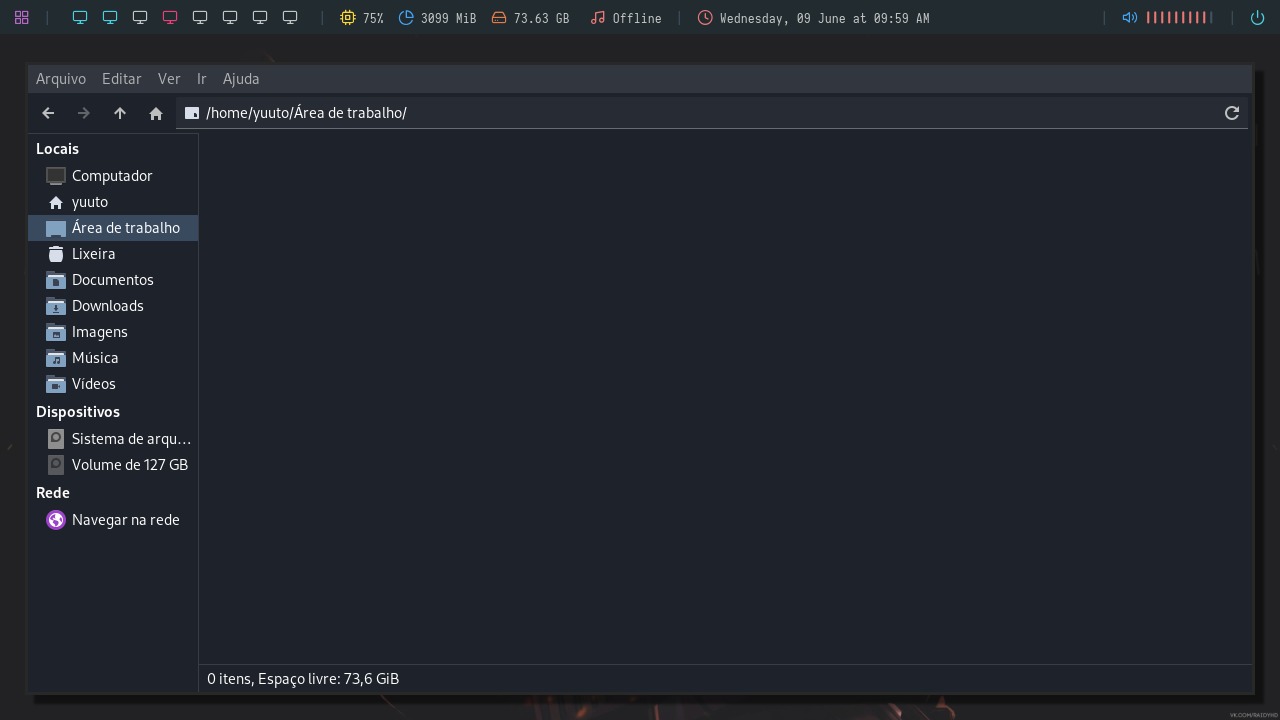 75% 3099 MiB 73.63 GB Offline Wednesday, 09 June at 09:59 AM
Arquivo Editar Ver Ir Ajuda
/home/yuuto/Área de trabalho/
Locais
Computador
yuuto
Área de trabalho
Lixeira
Documentos
Downloads
Imagens
Música
Vídeos
Dispositivos
Sistema de arqu…
Volume de 127 GB
Rede
Navegar na rede
0 itens, Espaço livre: 73,6 GiB